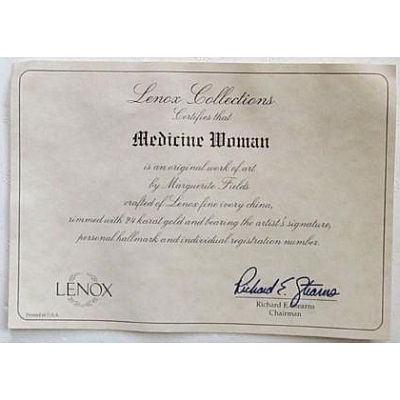 Lenox Collections
Certifies that
Medicine Woman
is an original work of art
by Marguerite Fields
crafted of Lenox fine ivory china,
rimmed with 24 karat gold and bearing the artist's signature,
personal hallmark and individual registration number.
LENOX
Printed in U.S.A.
Richard E. Stearns
Richard E. Stearns
Chairman